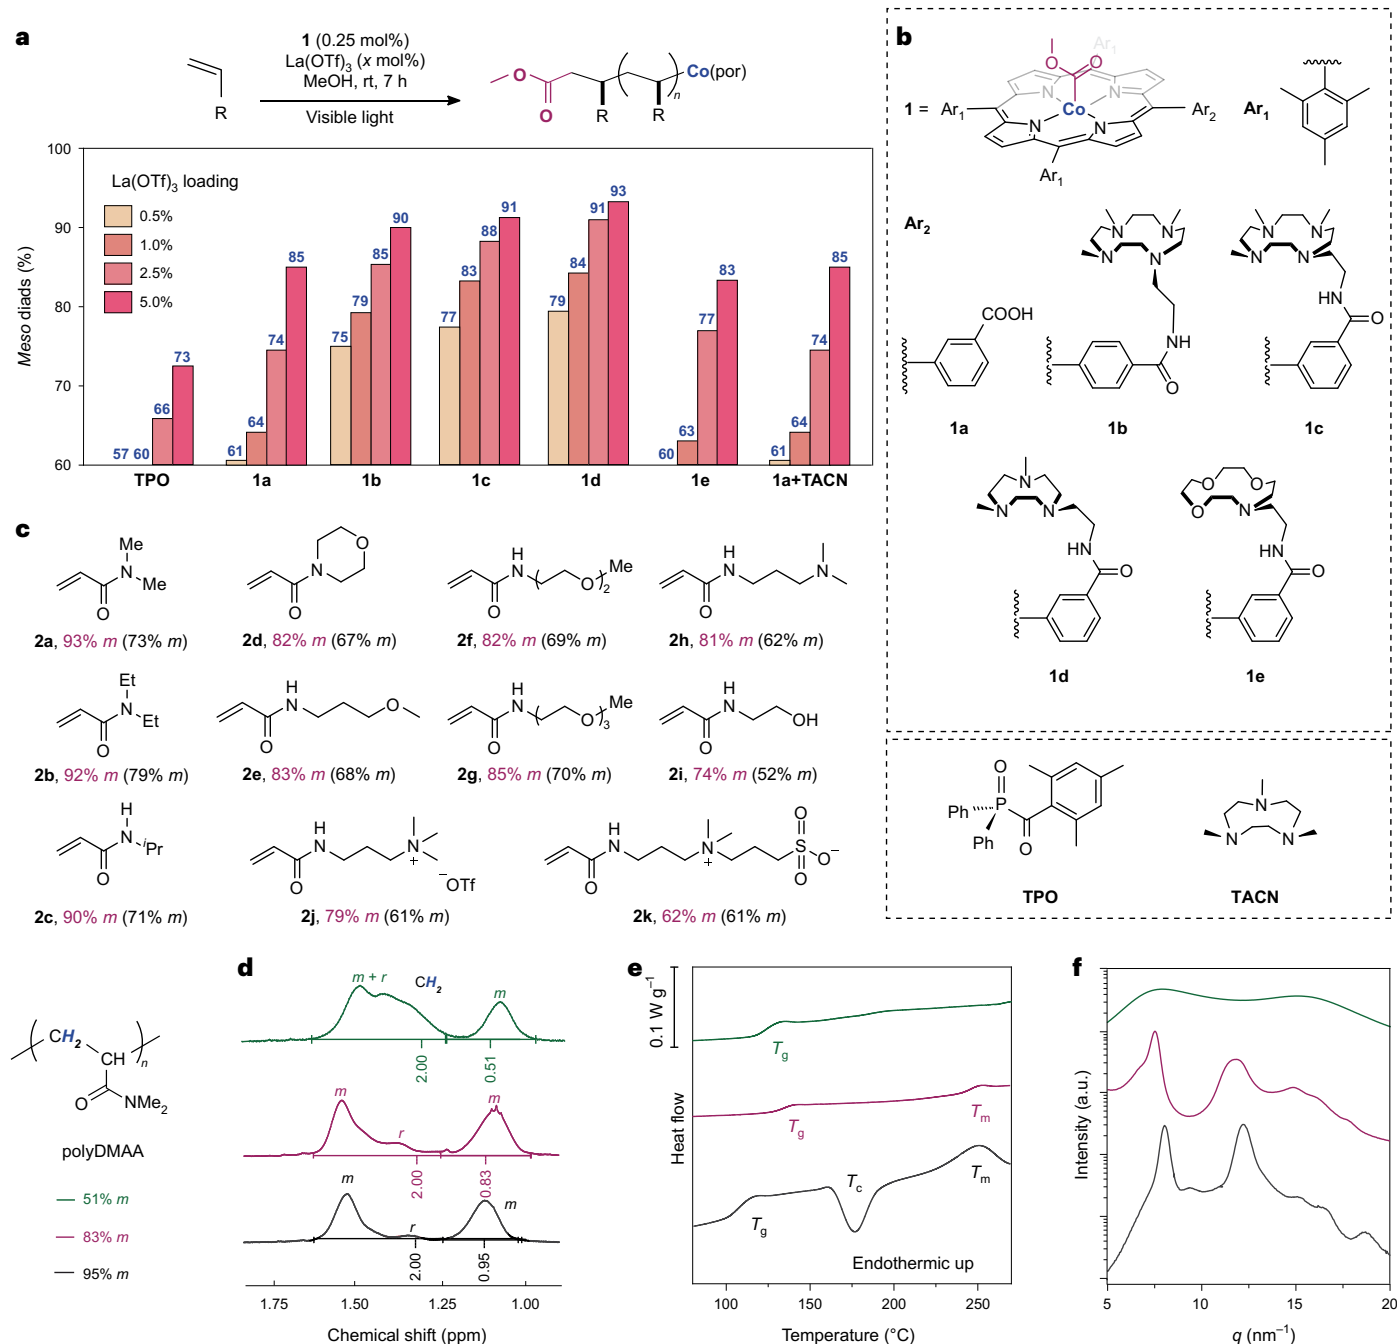 a
1 (0.25 mol%)
La(OTf)3 (x mol%)
MeOH, rt, 7 h
Visible light
R
O
O
R
R
n
Co(por)
Meso diads (%)
100
90
80
70
60
La(OTf)3 loading
0.5%
1.0%
2.5%
5.0%
57 60 66 73
61 64 74 85
75 79 85 90
77 83 88 91
79 84 91 93
60 63 77 83
61 64 74 85
TPO 1a 1b 1c 1d 1e 1a+TACN
b
1 =
O
O
Ar1
Co
N N
N N
Ar1
Ar2
Ar1
Ar1
Ar2
COOH
1a
N N
N N
NH
O
1b
N N
N N
HN
O
1c
N
N N
HN
O
1d
O O
O N
HN
O
1e
O
Ph P
Ph O
TPO
N
N N
TACN
c
Me
N
Me
O
2a, 93% m (73% m)
O
N
O
2d, 82% m (67% m)
H
N
O
O
2
Me
2f, 82% m (69% m)
H
N
O
N
2h, 81% m (62% m)
Et
N
Et
O
2b, 92% m (79% m)
H
N
O
O
2e, 83% m (68% m)
H
N
O
O
3
Me
2g, 85% m (70% m)
H
N
O
OH
2i, 74% m (52% m)
H
N
iPr
O
2c, 90% m (71% m)
H
N
O
N
+
−OTf
2j, 79% m (61% m)
H
N
O
N
+
O
S
O−
O
2k, 62% m (61% m)
CH2
CH
n
O
NMe2
polyDMAA
51% m
83% m
95% m
d
m + r
CH2
m
2.00
0.51
m
r
m
2.00
0.83
m
r
m
2.00
0.95
1.75 1.50 1.25 1.00
Chemical shift (ppm)
e
0.1 W g−1
Heat flow
Tg
Tg
Tm
Tg
Tc
Tm
Endothermic up
100 150 200 250
Temperature (°C)
f
Intensity (a.u.)
5 10 15 20
q (nm−1)